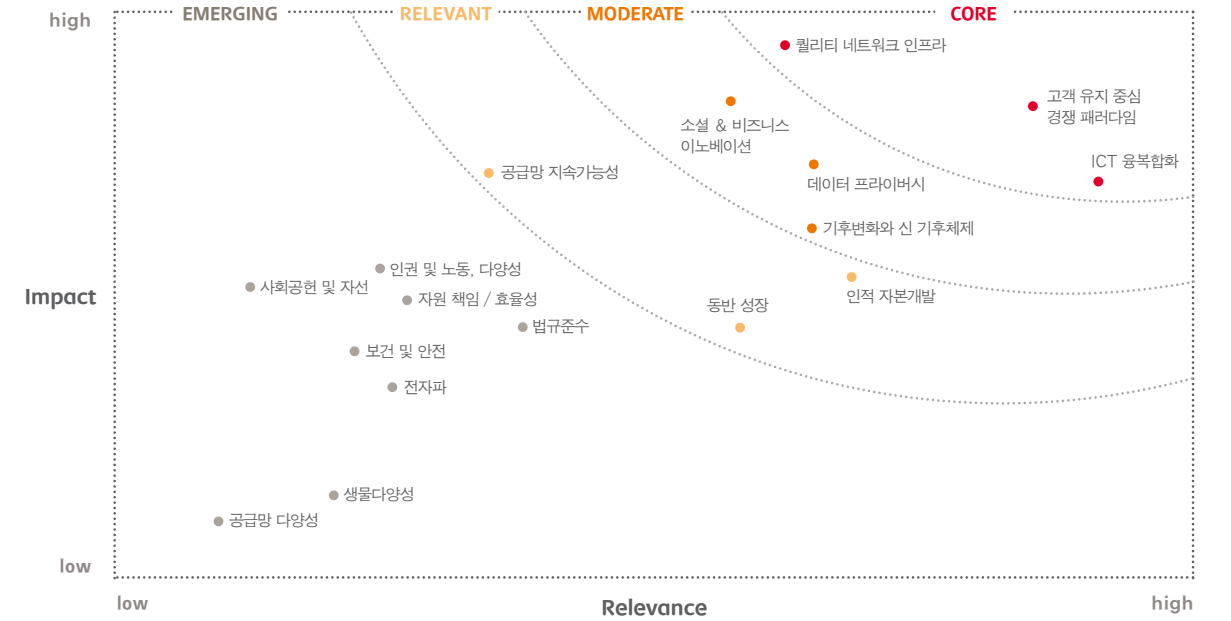 EMERGING
RELEVANT
MODERATE
CORE
high
퀄리티 네트워크 인프라
고객 유지 중심
경쟁 패러다임
소셜 & 비즈니스
이노베이션
ICT 융복합화
공급망 지속가능성
데이터 프라이버시
기후변화와 신 기후체제
인권 및 노동, 다양성
사회공헌 및 자선
자원 책임 / 효율성
Impact
인적 자본개발
동반 성장
법규준수
보건 및 안전
전자파
생물다양성
공급망 다양성
low
low
Relevance
high